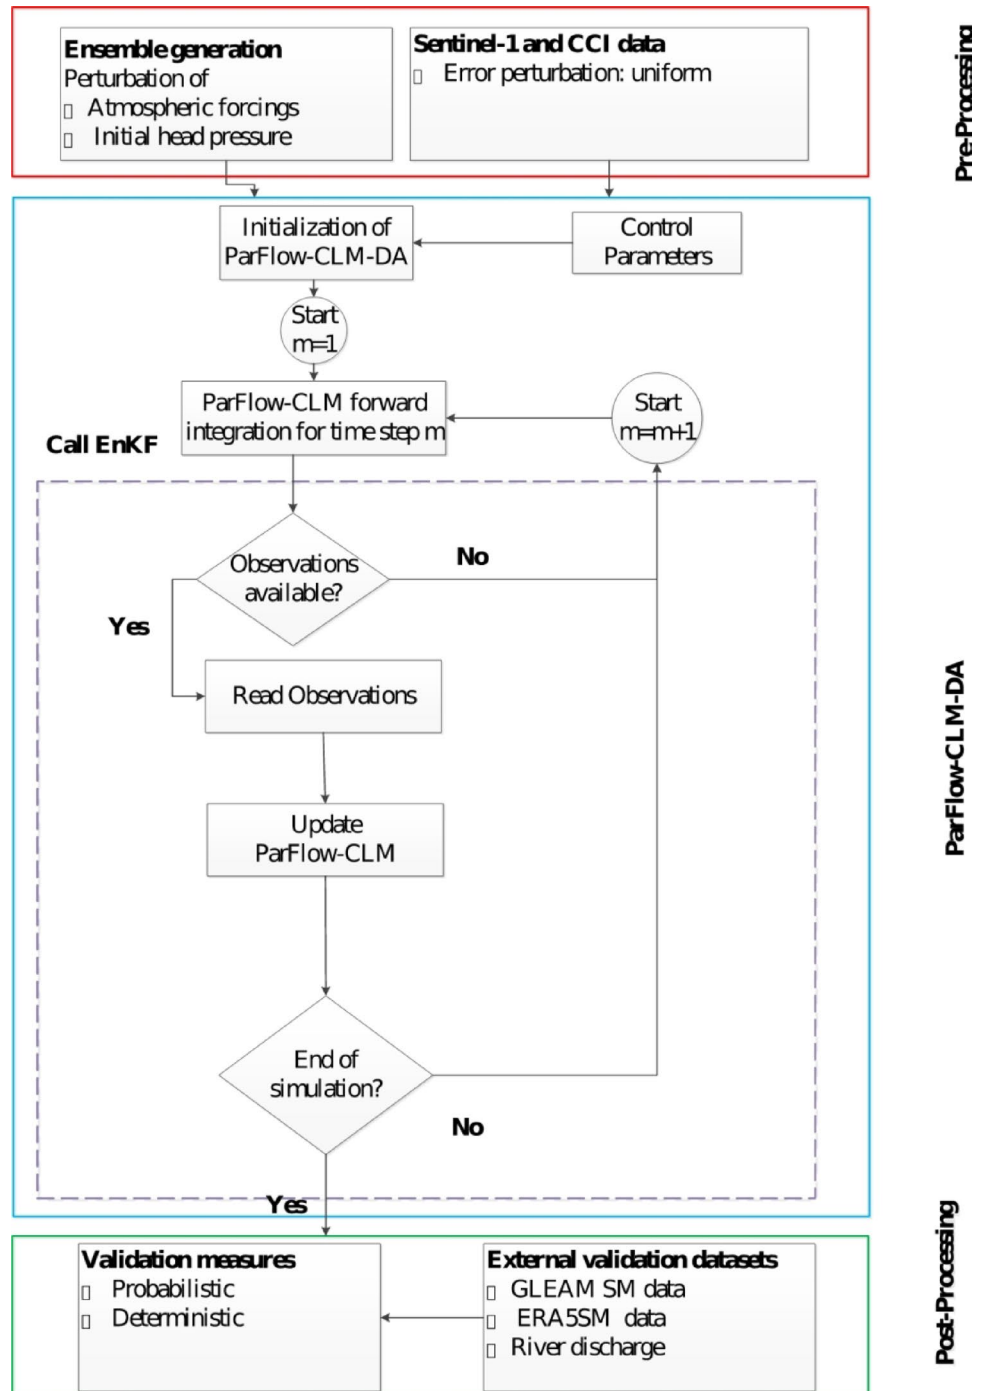 Ensemble generation
Perturbation of
Atmospheric forcings
Initial head pressure
Sentinel-1 and CCI data
Error perturbation: uniform
Pre-Processing
Initialization of
ParFlow-CLM-DA
Control
Parameters
Start
m=1
ParFlow-CLM forward
integration for time step m
Start
m=m+1
Call EnKF
Observations
available?
No
Yes
Read Observations
Update
ParFlow-CLM
ParFlow-CLM-DA
End of
simulation?
No
Yes
Validation measures
Probabilistic
Deterministic
External validation datasets
GLEAM SM data
ERA5SM data
River discharge
Post-Processing